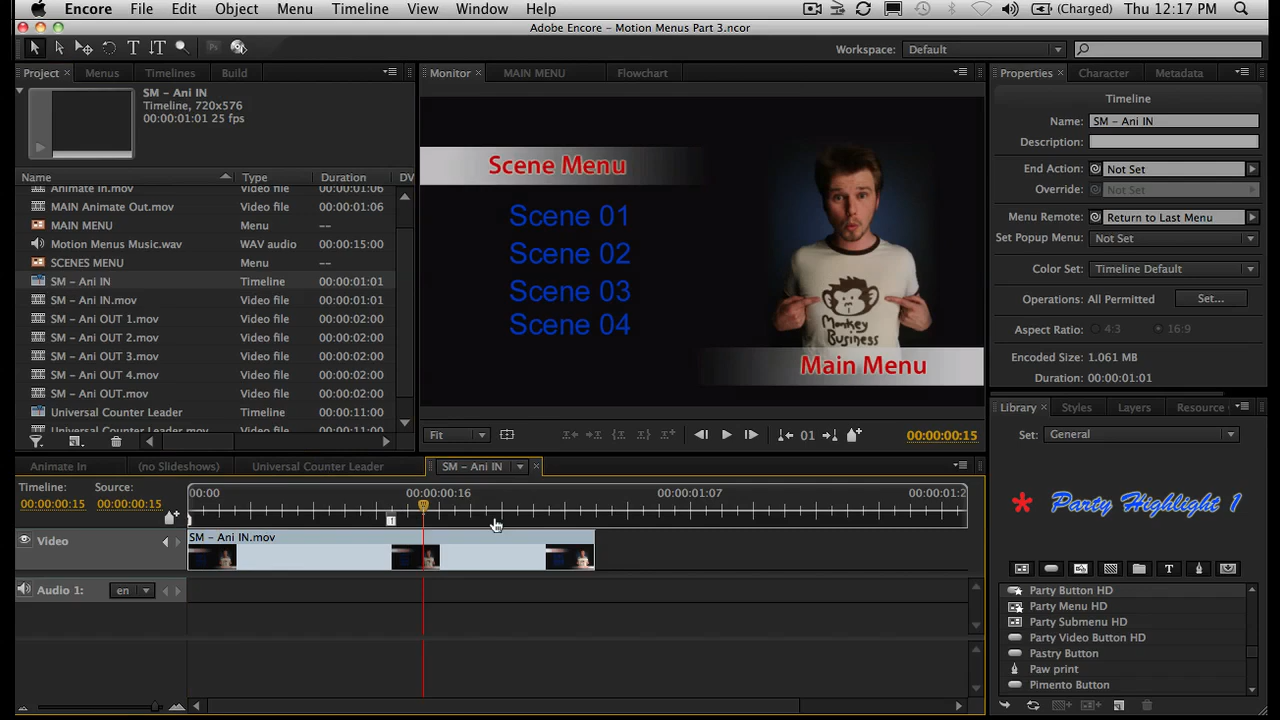 Encore File Edit Object Menu Timeline View Window Help (Charged) Thu 12:17 PM
Adobe Encore – Motion Menus Part 3.ncor
Workspace: Default
Project Menus Timelines Build
SM – Ani IN
Timeline, 720x576
00:00:01:01 25 fps
Name Type Duration DV
Animate In.mov Video file 00:00:01:06
MAIN Animate Out.mov Video file 00:00:01:06
MAIN MENU Menu --
Motion Menus Music.wav WAV audio 00:00:15:00
SCENES MENU Menu --
SM – Ani IN Timeline 00:00:01:01
SM – Ani IN.mov Video file 00:00:01:01
SM – Ani OUT 1.mov Video file 00:00:02:00
SM – Ani OUT 2.mov Video file 00:00:02:00
SM – Ani OUT 3.mov Video file 00:00:02:00
SM – Ani OUT 4.mov Video file 00:00:02:00
SM – Ani OUT.mov Video file 00:00:02:00
Universal Counter Leader Timeline 00:00:11:00
Universal Counter Leader.mov Video file 00:00:11:00
Monitor MAIN MENU Flowchart
Scene Menu
Scene 01
Scene 02
Scene 03
Scene 04
Monkey
Business
Main Menu
Fit 01 00:00:00:15
Properties Character Metadata
Timeline
Name: SM – Ani IN
Description:
End Action: Not Set
Override: Not Set
Menu Remote: Return to Last Menu
Set Popup Menu: Not Set
Color Set: Timeline Default
Operations: All Permitted Set...
Aspect Ratio: 4:3 16:9
Encoded Size: 1.061 MB
Duration: 00:00:01:01
Library Styles Layers Resource
Set: General
Party Highlight 1
Party Button HD
Party Menu HD
Party Submenu HD
Party Video Button HD
Pastry Button
Paw print
Pimento Button
Animate In (no Slideshows) Universal Counter Leader SM – Ani IN
Timeline: Source:
00:00:00:15 00:00:00:15
00:00 00:00:00:16 00:00:01:07 00:00:01:2
1
Video SM – Ani IN.mov
Audio 1: en